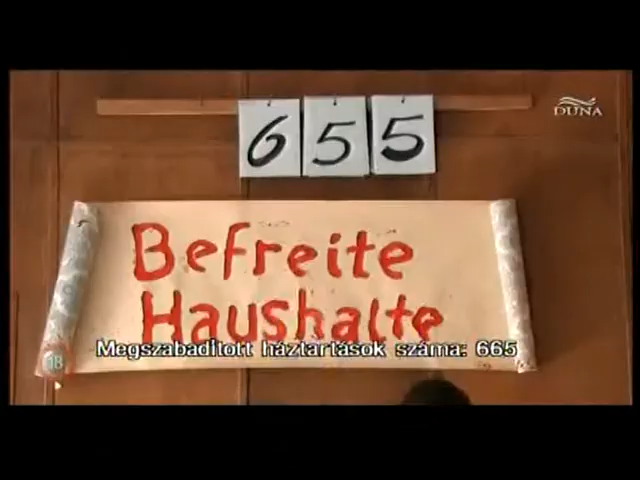 655
DUNA
Befreite
Haushalte
Megszabadított háztartások száma: 665
18